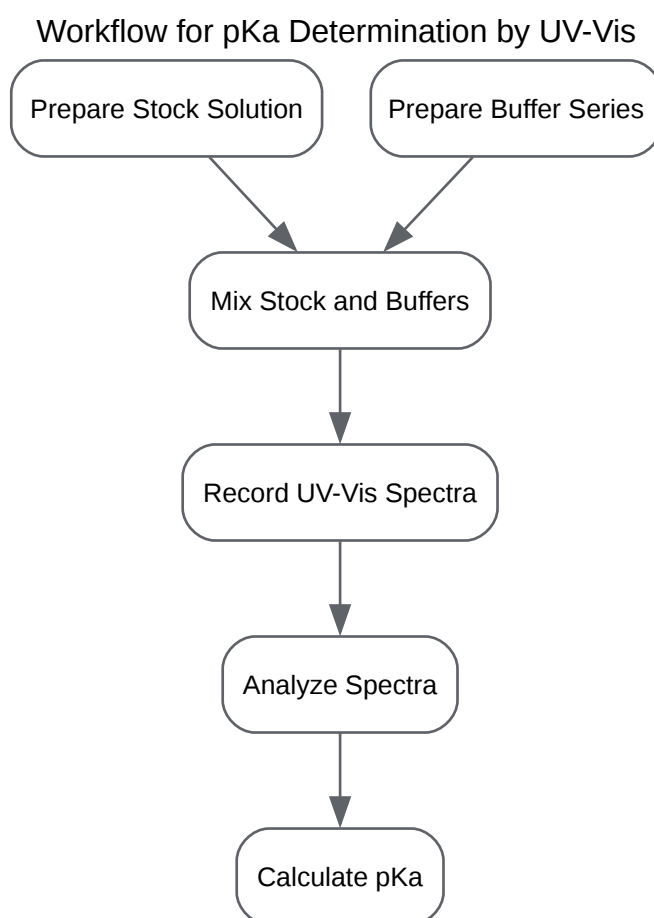 Workflow for pKa Determination by UV-Vis
Prepare Stock Solution
Prepare Buffer Series
Mix Stock and Buffers
Record UV-Vis Spectra
Analyze Spectra
Calculate pKa